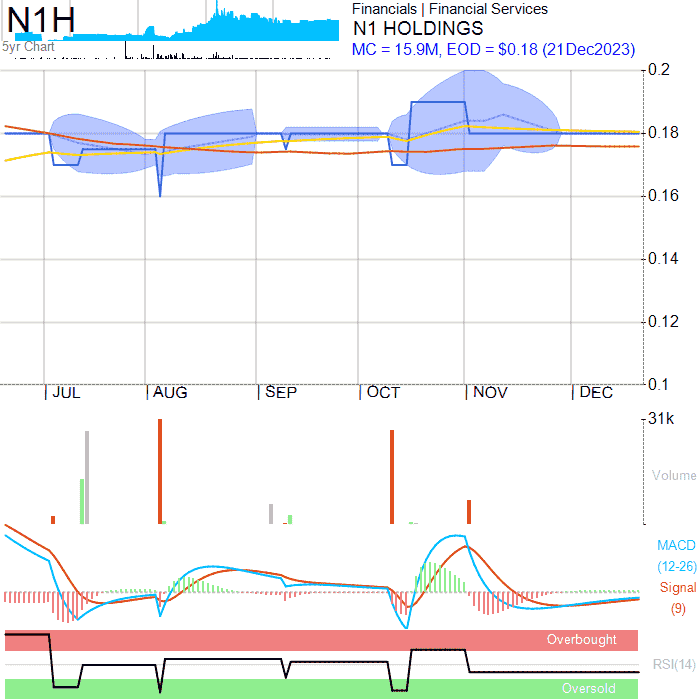 N1H
5yr Chart
Financials | Financial Services
N1 HOLDINGS
MC = 15.9M, EOD = $0.18 (21Dec2023)
0.2
0.18
0.16
0.14
0.12
0.1
JUL AUG SEP OCT NOV DEC
31k
Volume
MACD
(12-26)
Signal
(9)
Overbought
RSI(14)
Oversold